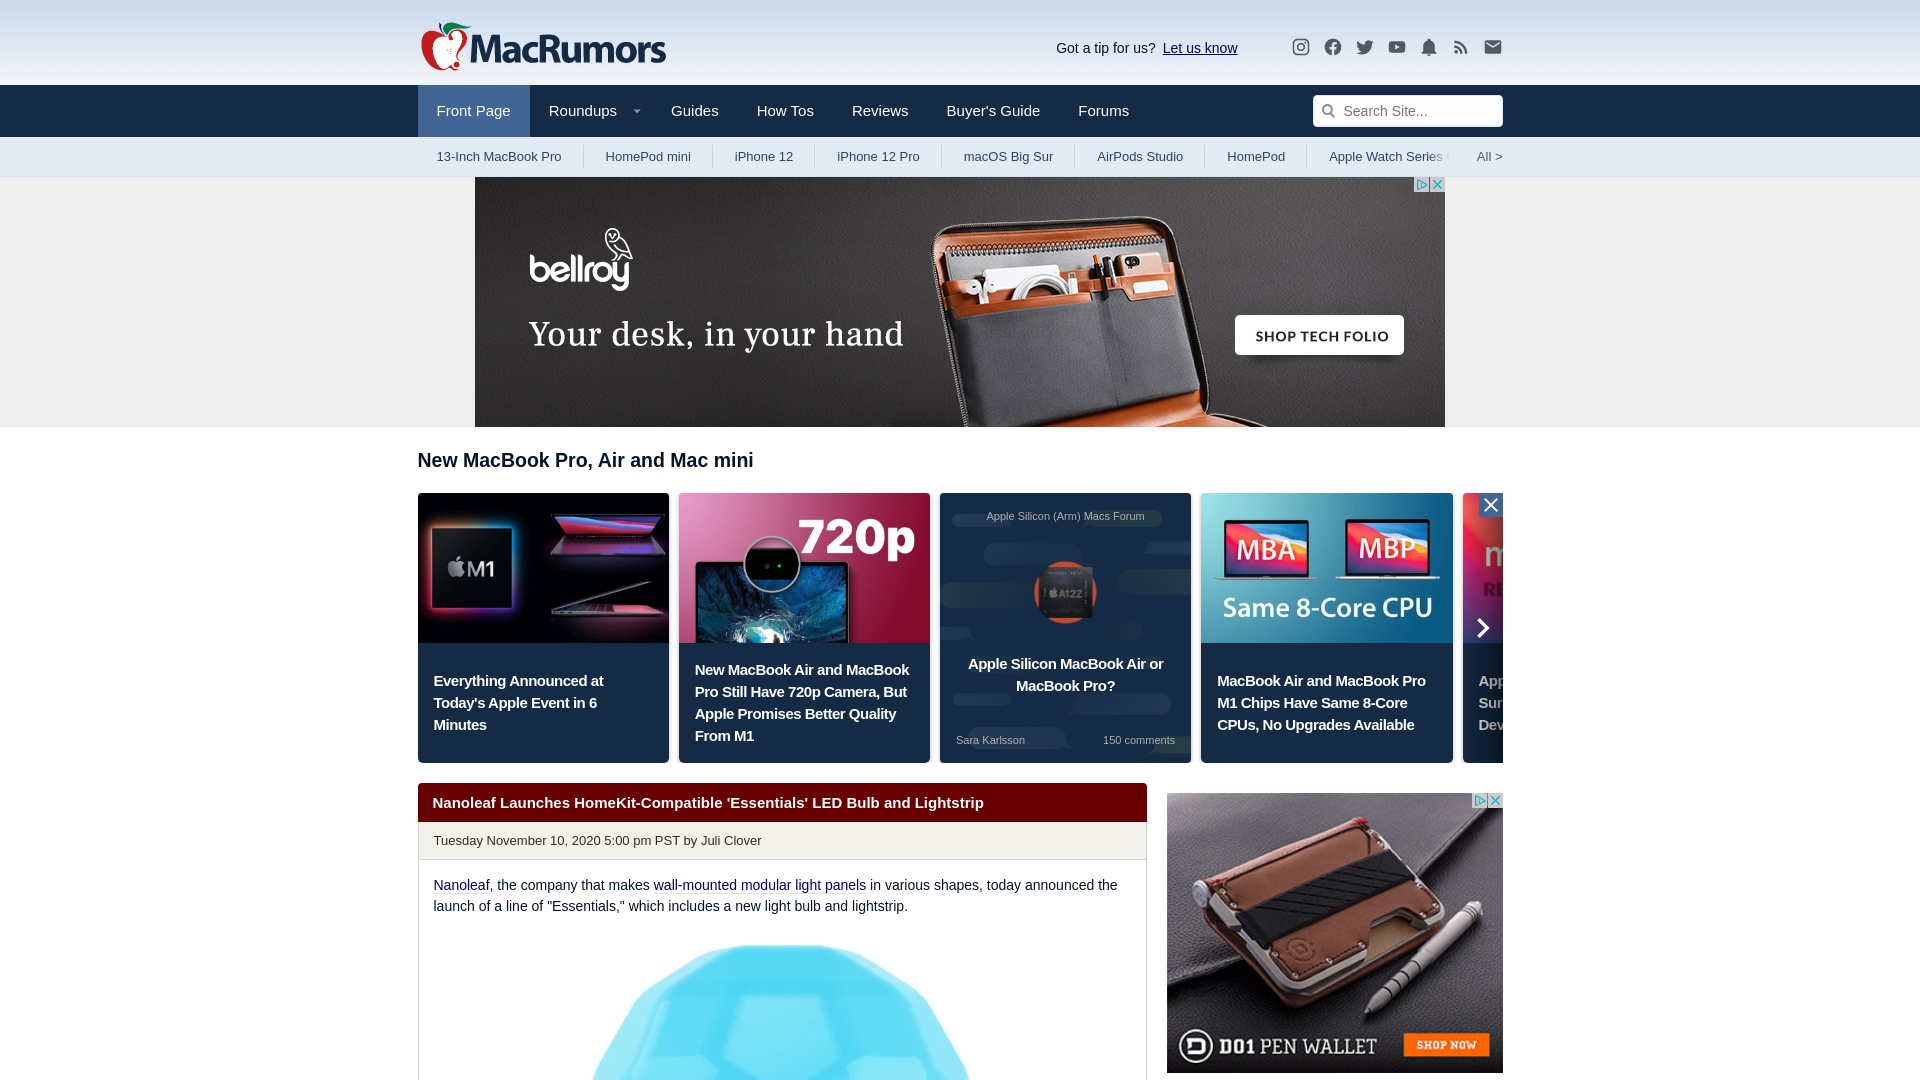 MacRumors
Got a tip for us? Let us know
Front Page
Roundups
Guides
How Tos
Reviews
Buyer's Guide
Forums
Search Site...
13-Inch MacBook Pro
HomePod mini
iPhone 12
iPhone 12 Pro
macOS Big Sur
AirPods Studio
HomePod
Apple Watch Series
All >
bellroy
Your desk, in your hand
SHOP TECH FOLIO
New MacBook Pro, Air and Mac mini
M1
Everything Announced at
Today's Apple Event in 6
Minutes
720p
New MacBook Air and MacBook
Pro Still Have 720p Camera, But
Apple Promises Better Quality
From M1
Apple Silicon (Arm) Macs Forum
A12Z
Apple Silicon MacBook Air or
MacBook Pro?
Sara Karlsson
150 comments
MBA
MBP
Same 8-Core CPU
MacBook Air and MacBook Pro
M1 Chips Have Same 8-Core
CPUs, No Upgrades Available
App
Sur
Dev
Nanoleaf Launches HomeKit-Compatible 'Essentials' LED Bulb and Lightstrip
Tuesday November 10, 2020 5:00 pm PST by Juli Clover
Nanoleaf, the company that makes wall-mounted modular light panels in various shapes, today announced the
launch of a line of "Essentials," which includes a new light bulb and lightstrip.
D01 PEN WALLET
SHOP NOW